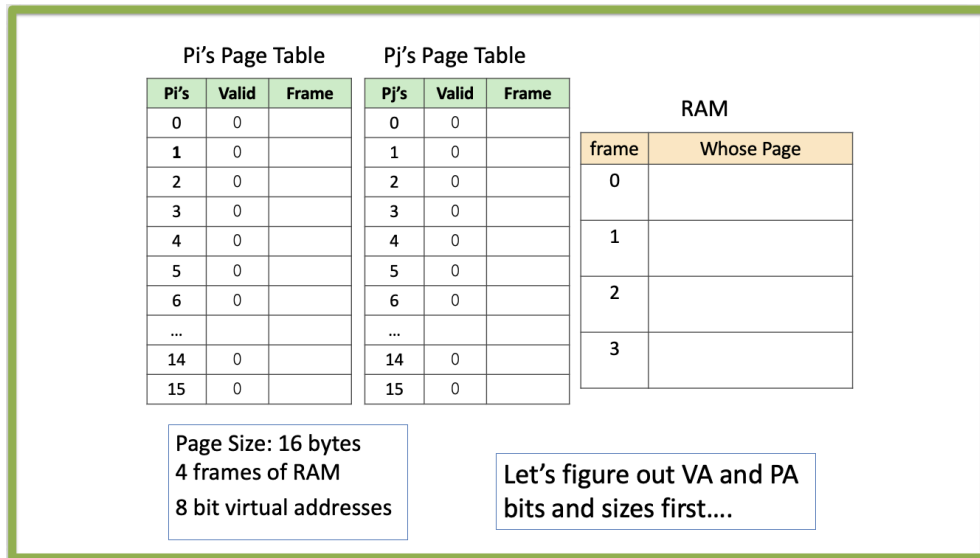 Pi's Page Table
Pi's Valid Frame
0 0
1 0
2 0
3 0
4 0
5 0
6 0
...
14 0
15 0
Pj's Page Table
Pj's Valid Frame
0 0
1 0
2 0
3 0
4 0
5 0
6 0
...
14 0
15 0
RAM
frame Whose Page
0
1
2
3
Page Size: 16 bytes
4 frames of RAM
8 bit virtual addresses
Let's figure out VA and PA
bits and sizes first....